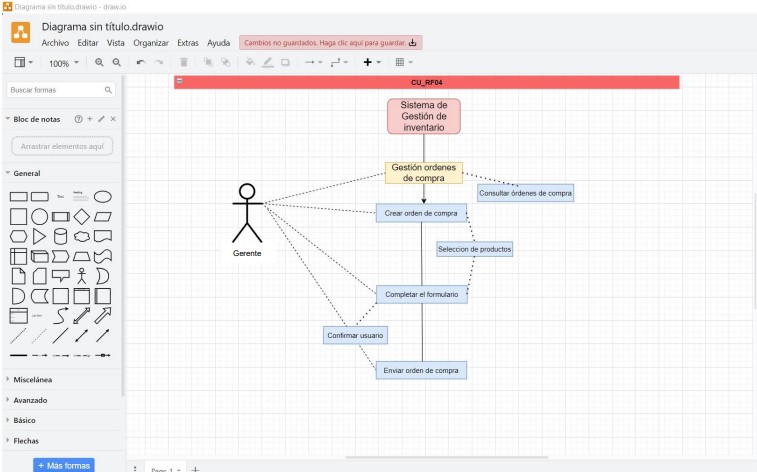 Diagrama sin título.drawio - draw.io
Diagrama sin título.drawio
Archivo Editar Vista Organizar Extras Ayuda
Cambios no guardados. Haga clic aquí para guardar.
100%
Buscar formas
Bloc de notas
Arrastrar elementos aquí
General
Text
Heading
Misceláneа
Avanzado
Básico
Flechas
+ Más formas
CU_RF04
Sistema de
Gestión de
inventario
Gestión ordenes
de compra
Consultar órdenes de compra
Crear orden de compra
Seleccion de productos
Gerente
Completar el formulario
Confirmar usuario
Enviar orden de compra
Page-1